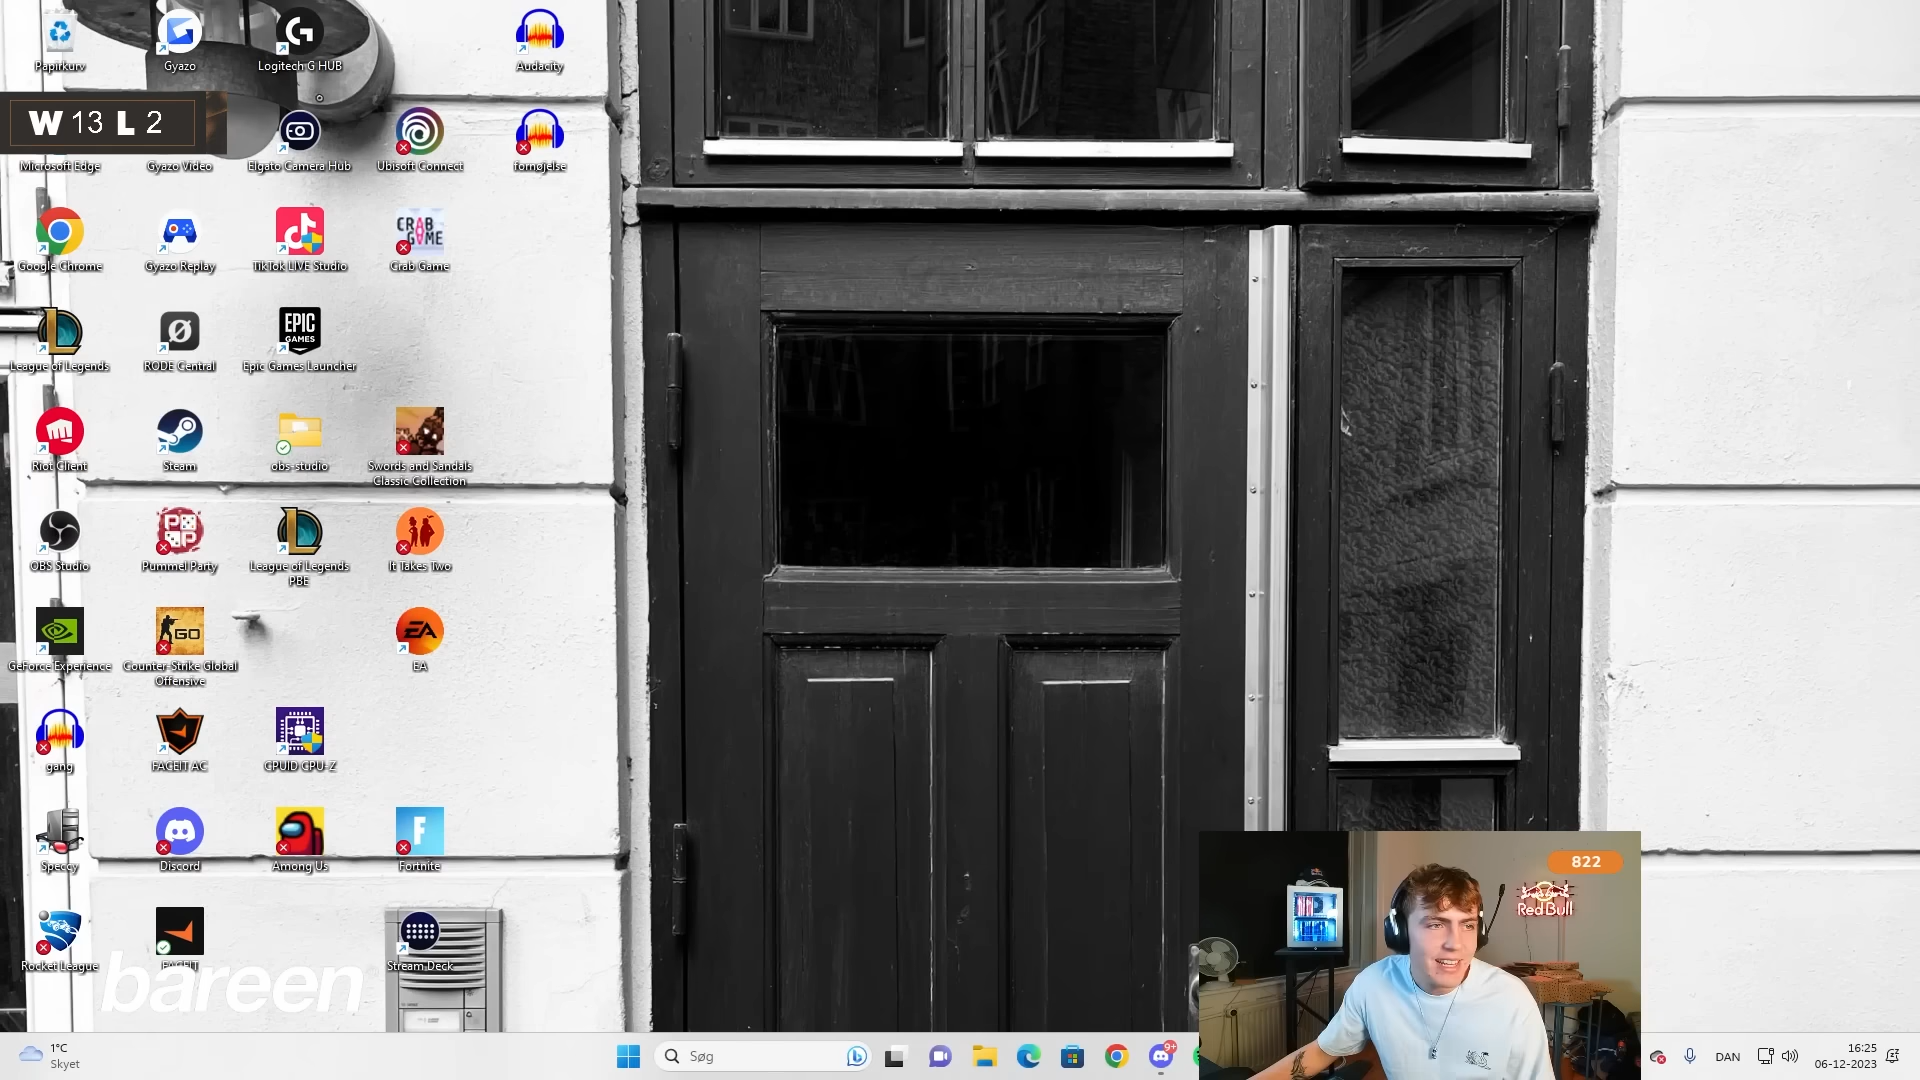 Papirkurv
Gyazo
Logitech G HUB
Audacity
W 13 L 2
Microsoft Edge
Gyazo Video
Elgato Camera Hub
Ubisoft Connect
fornøjelse
CRAB
GAME
Google Chrome
Gyazo Replay
TikTok LIVE Studio
Crab Game
EPIC
GAMES
League of Legends
RODE Central
Epic Games Launcher
Riot Client
Steam
obs-studio
Swords and Sandals
Classic Collection
OBS Studio
Pummel Party
League of Legends
PBE
It Takes Two
GO
EA
GeForce Experience
Counter-Strike Global
Offensive
EA
gang
FACEIT AC
CPUID CPU-Z
Speccy
Discord
Among Us
Fortnite
822
Red Bull
Rocket League
FACEIT
Stream Deck
bareen
1°C
Skyet
Søg
9+
DAN
16:25
06-12-2023